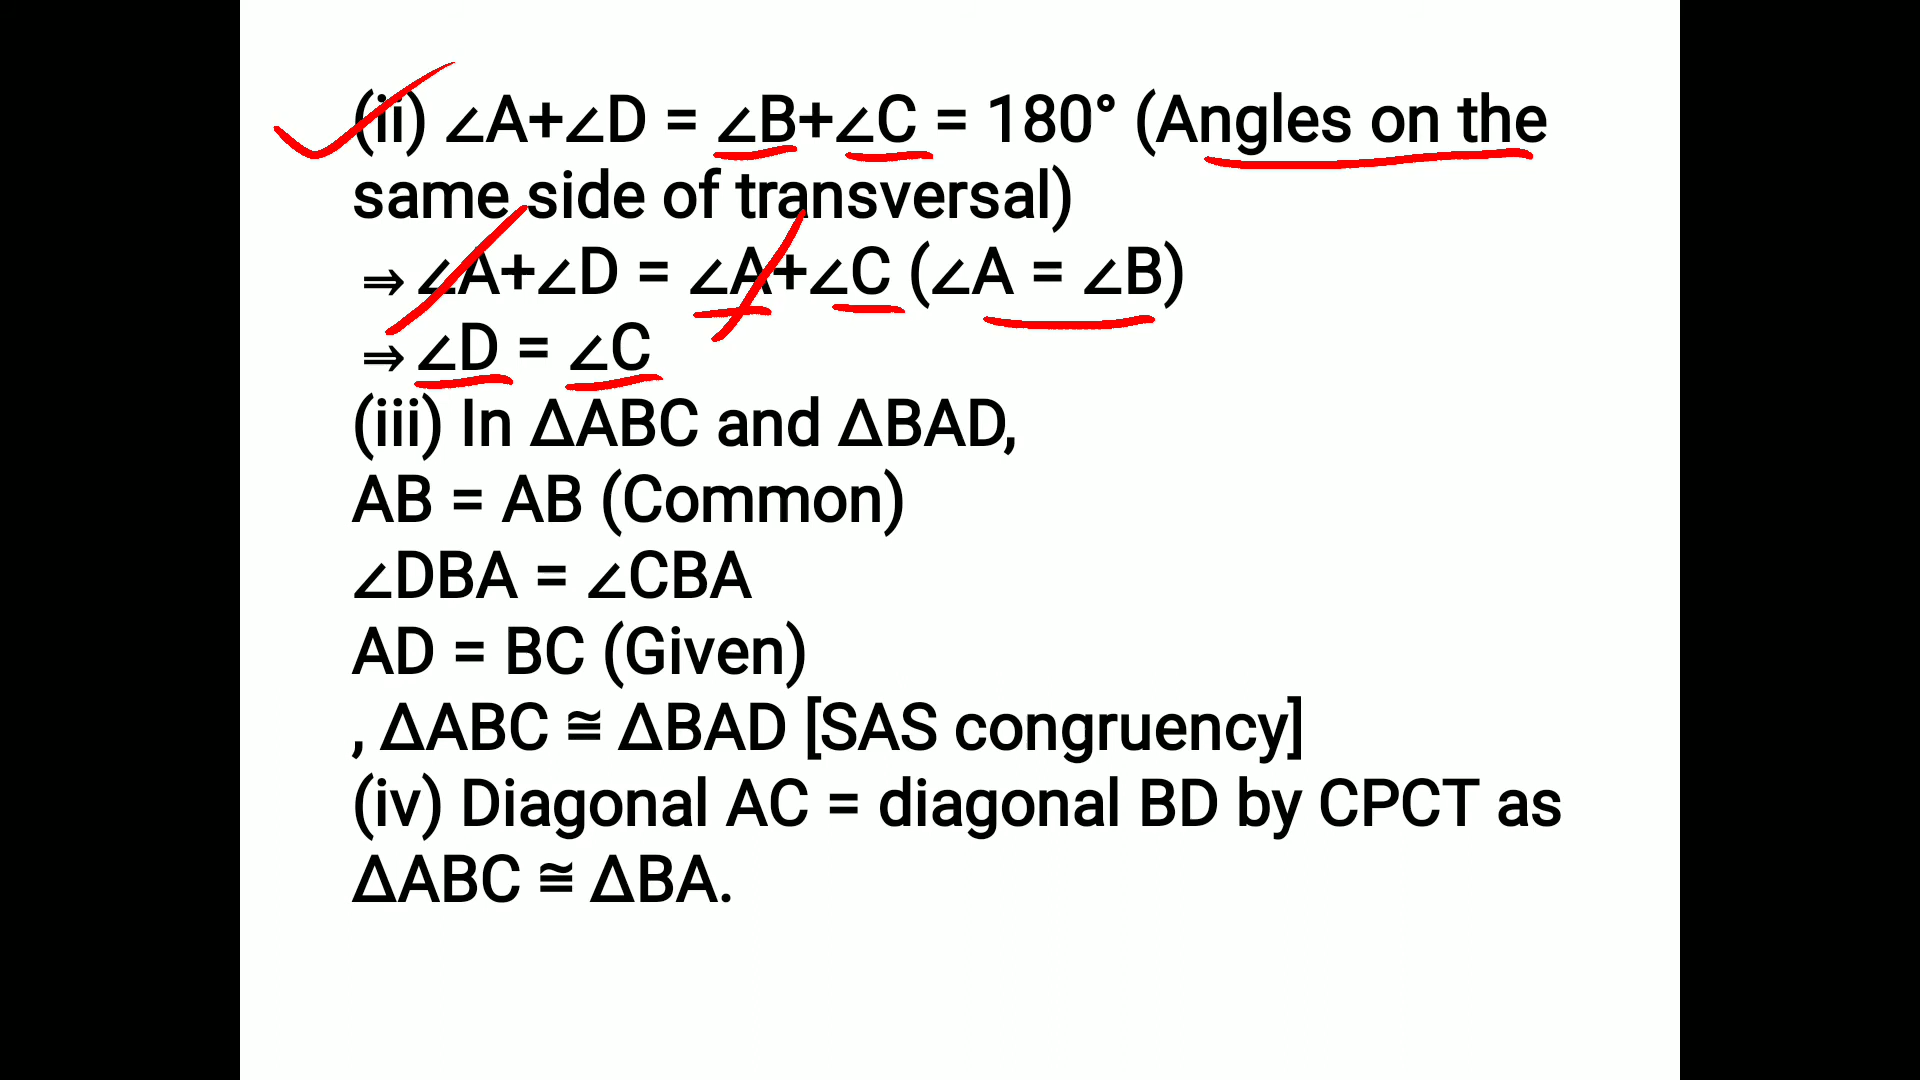 (ii) ∠A+∠D = ∠B+∠C = 180° (Angles on the
same side of transversal)
⇒ ∠A+∠D = ∠A+∠C (∠A = ∠B)
⇒ ∠D = ∠C
(iii) In ΔABC and ΔBAD,
AB = AB (Common)
∠DBA = ∠CBA
AD = BC (Given)
, ΔABC ≅ ΔBAD [SAS congruency]
(iv) Diagonal AC = diagonal BD by CPCT as
ΔABC ≅ ΔBA.